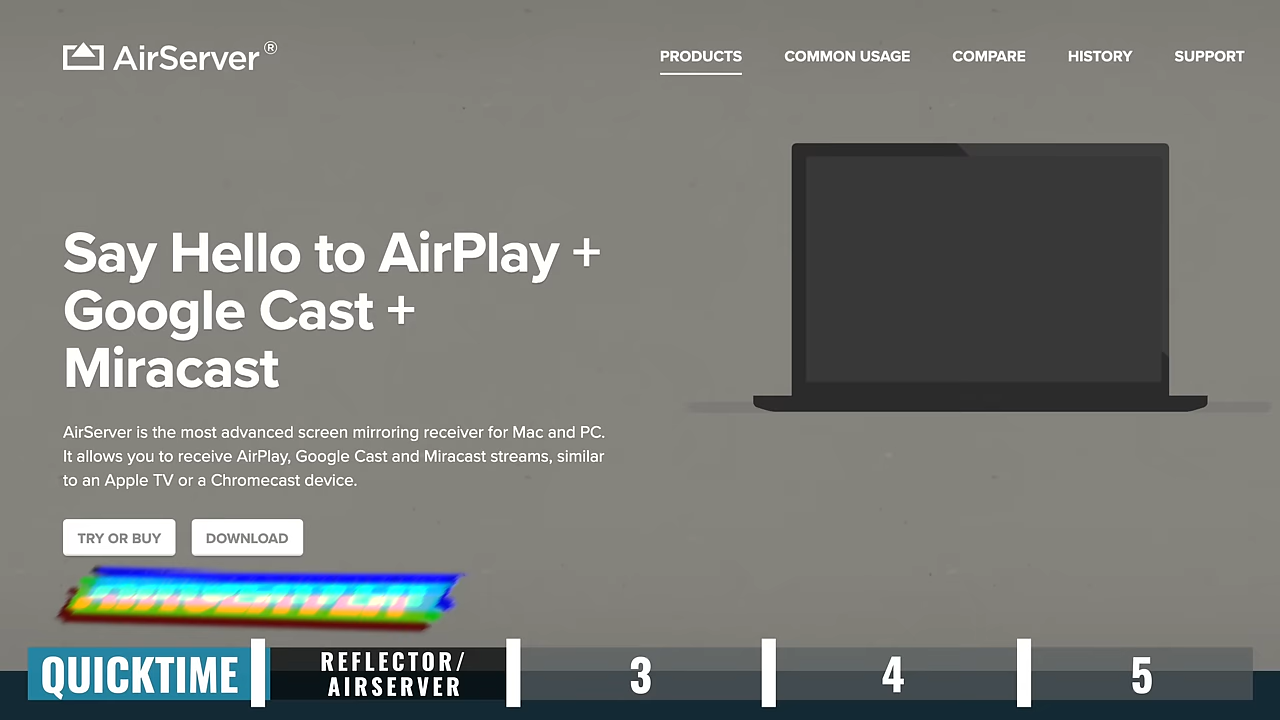 AirServer®
PRODUCTS COMMON USAGE COMPARE HISTORY SUPPORT
Say Hello to AirPlay +
Google Cast +
Miracast
AirServer is the most advanced screen mirroring receiver for Mac and PC.
It allows you to receive AirPlay, Google Cast and Miracast streams, similar
to an Apple TV or a Chromecast device.
TRY OR BUY DOWNLOAD
AIRSERVER
QUICKTIME
REFLECTOR/
AIRSERVER
3
4
5